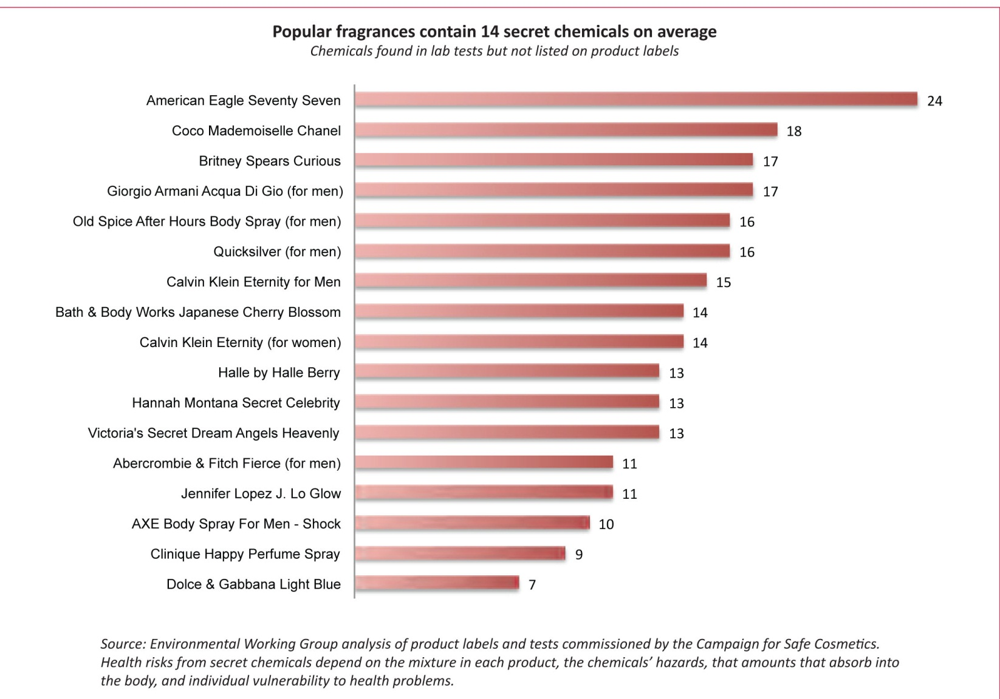 Popular fragrances contain 14 secret chemicals on average
Chemicals found in lab tests but not listed on product labels
American Eagle Seventy Seven 24
Coco Mademoiselle Chanel 18
Britney Spears Curious 17
Giorgio Armani Acqua Di Gio (for men) 17
Old Spice After Hours Body Spray (for men) 16
Quicksilver (for men) 16
Calvin Klein Eternity for Men 15
Bath & Body Works Japanese Cherry Blossom 14
Calvin Klein Eternity (for women) 14
Halle by Halle Berry 13
Hannah Montana Secret Celebrity 13
Victoria's Secret Dream Angels Heavenly 13
Abercrombie & Fitch Fierce (for men) 11
Jennifer Lopez J. Lo Glow 11
AXE Body Spray For Men - Shock 10
Clinique Happy Perfume Spray 9
Dolce & Gabbana Light Blue 7
Source: Environmental Working Group analysis of product labels and tests commissioned by the Campaign for Safe Cosmetics.
Health risks from secret chemicals depend on the mixture in each product, the chemicals’ hazards, that amounts that absorb into
the body, and individual vulnerability to health problems.